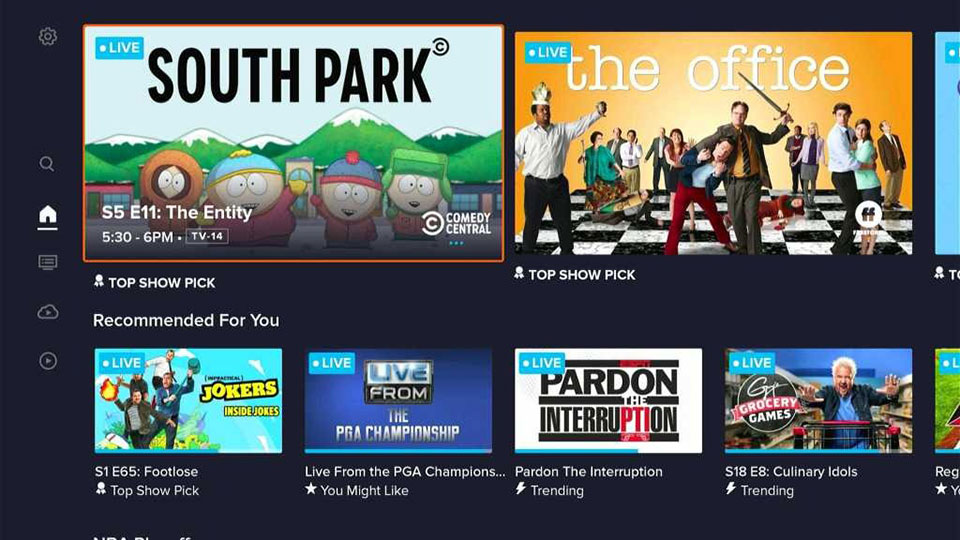 LIVE
SOUTH PARK
S5 E11: The Entity
5:30 - 6PM • TV-14
COMEDY
CENTRAL
TOP SHOW PICK
LIVE
the office
TOP SHOW PICK
Recommended For You
LIVE
IMPRACTICAL
JOKERS
INSIDE JOKES
S1 E65: Footlose
Top Show Pick
LIVE
LIVE
FROM
THE
PGA CHAMPIONSHIP
Live From the PGA Champions...
You Might Like
LIVE
PARDON
THE
INTERRUPTION
Pardon The Interruption
Trending
LIVE
Guy's
GROCERY
GAMES
S18 E8: Culinary Idols
Trending
Reg